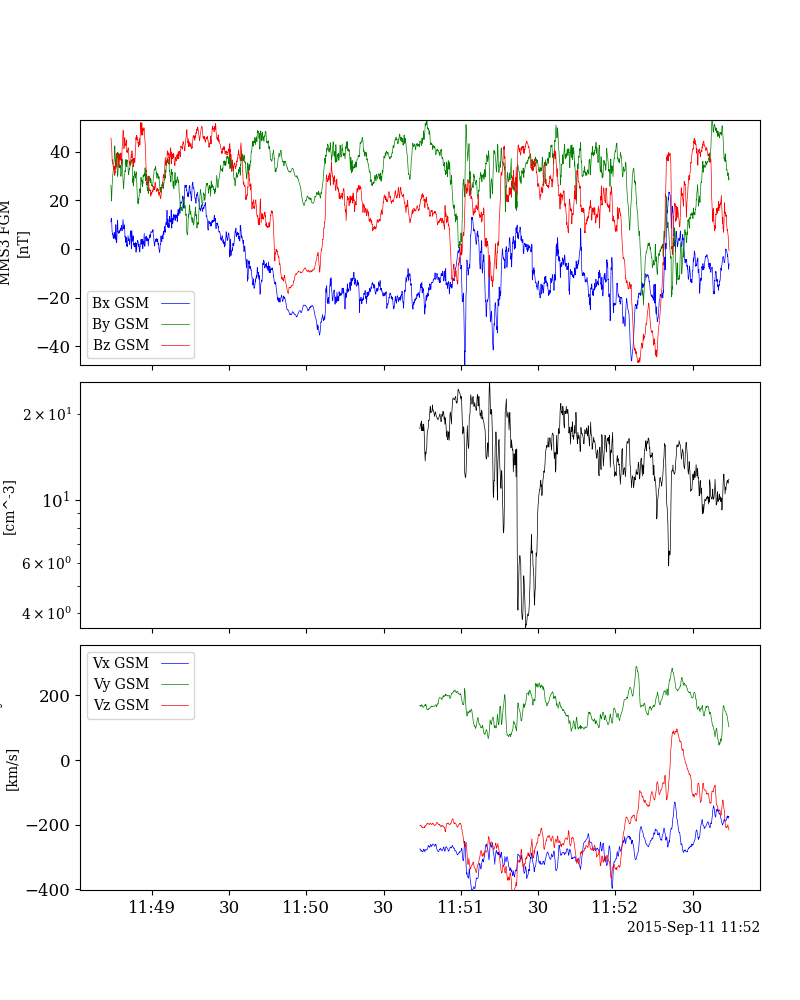 MMS3 FGM
[nT]
40
20
0
−20
−40
Bx GSM
By GSM
Bz GSM
[cm^-3]
2 × 10¹
10¹
6 × 10⁰
4 × 10⁰
[km/s]
200
0
−200
−400
Vx GSM
Vy GSM
Vz GSM
11:49 30 11:50 30 11:51 30 11:52 30
2015-Sep-11 11:52